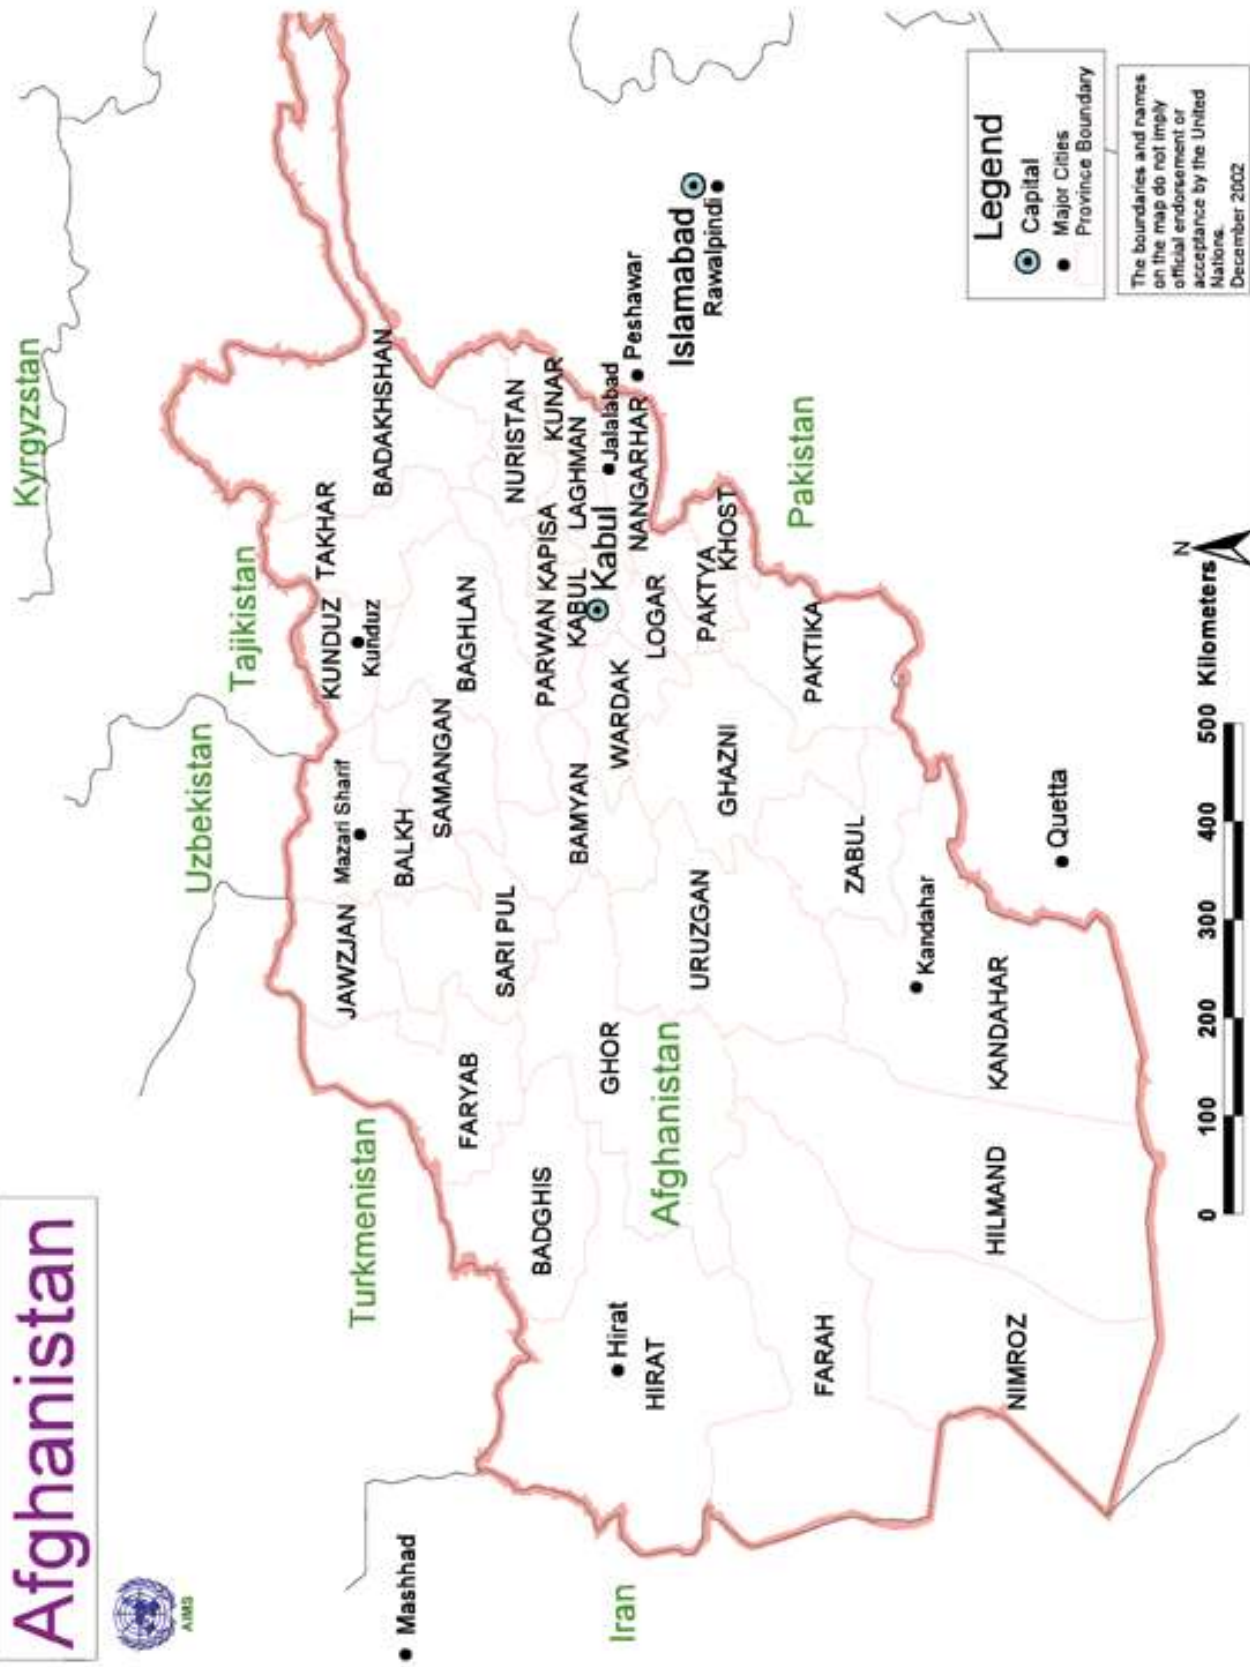 Afghanistan
AIMS
Kyrgyzstan
Tajikistan
Uzbekistan
Turkmenistan
Mashhad
Iran
Afghanistan
Pakistan
BADAKHSHAN
TAKHAR
KUNDUZ
Kunduz
Mazari Sharif
BALKH
JAWZJAN
SAMANGAN
BAGHLAN
NURISTAN
KUNAR
LAGHMAN
PARWAN KAPISA
KABUL
Kabul
Jalalabad
NANGARHAR
Peshawar
Islamabad
Rawalpindi
SARI PUL
FARYAB
BADGHIS
BAMYAN
WARDAK
LOGAR
PAKTYA
KHOST
GHOR
Hirat
HIRAT
URUZGAN
GHAZNI
PAKTIKA
FARAH
ZABUL
Kandahar
KANDAHAR
HILMAND
NIMROZ
Quetta
Legend
Capital
Major Cities
Province Boundary
The boundaries and names
on the map do not imply
official endorsement or
acceptance by the United
Nations.
December 2002
N
0 100 200 300 400 500 Kilometers